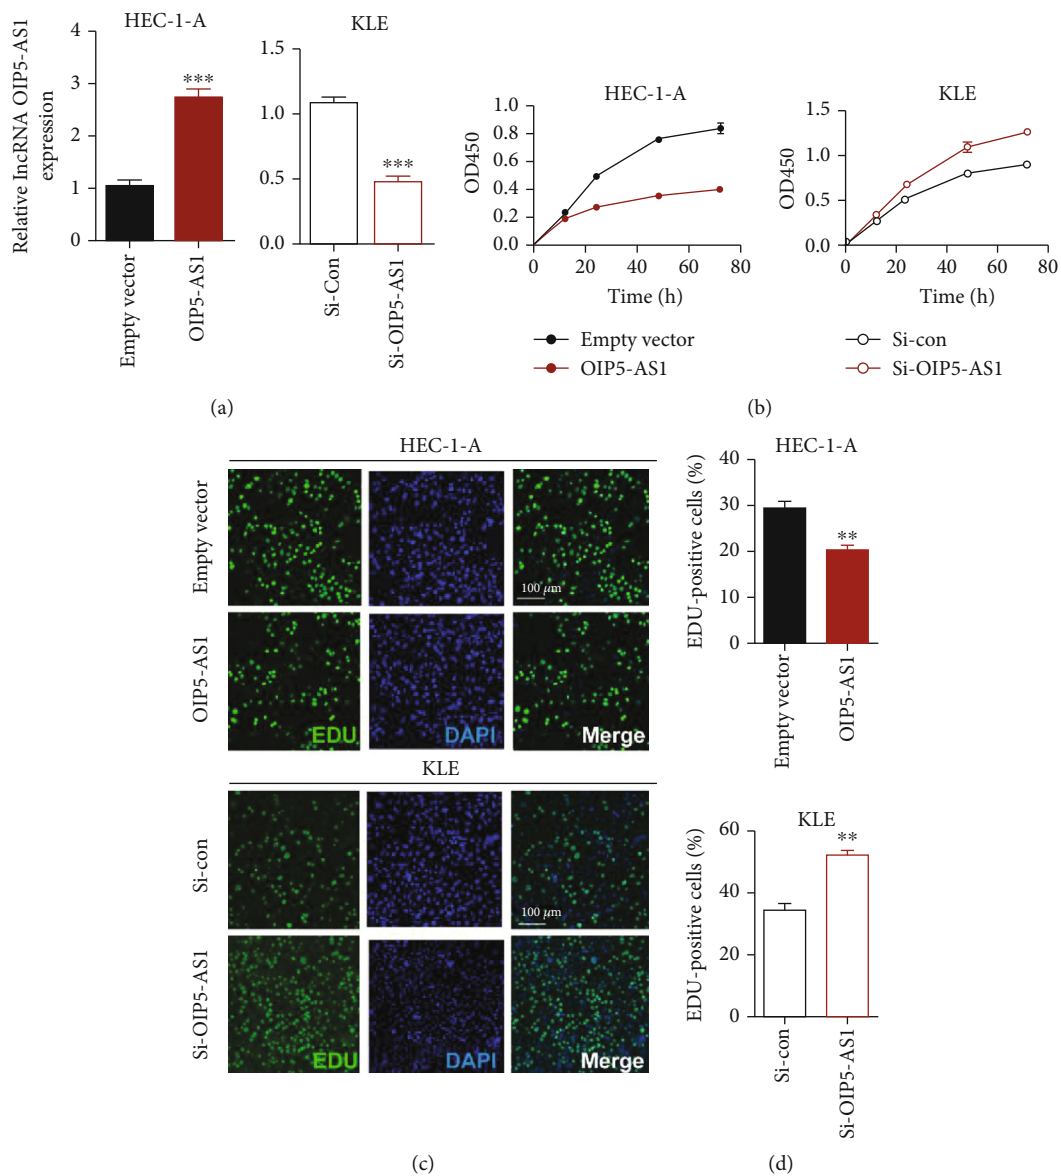 HEC-1-A
Relative lncRNA OIP5-AS1
expression
4
3
2
1
0
***
Empty vector
OIP5-AS1
KLE
1.5
1.0
0.5
0.0
***
Si-Con
Si-OIP5-AS1
(a)
HEC-1-A
OD450
1.0
0.8
0.6
0.4
0.2
0.0
0 20 40 60 80
Time (h)
Empty vector
OIP5-AS1
KLE
OD450
1.5
1.0
0.5
0.0
0 20 40 60 80
Time (h)
Si-con
Si-OIP5-AS1
(b)
HEC-1-A
Empty vector
100 μm
OIP5-AS1
EDU
DAPI
Merge
KLE
Si-con
100 μm
Si-OIP5-AS1
EDU
DAPI
Merge
(c)
HEC-1-A
EDU-positive cells (%)
40
30
20
10
0
**
Empty vector
OIP5-AS1
KLE
EDU-positive cells (%)
60
40
20
0
**
Si-con
Si-OIP5-AS1
(d)